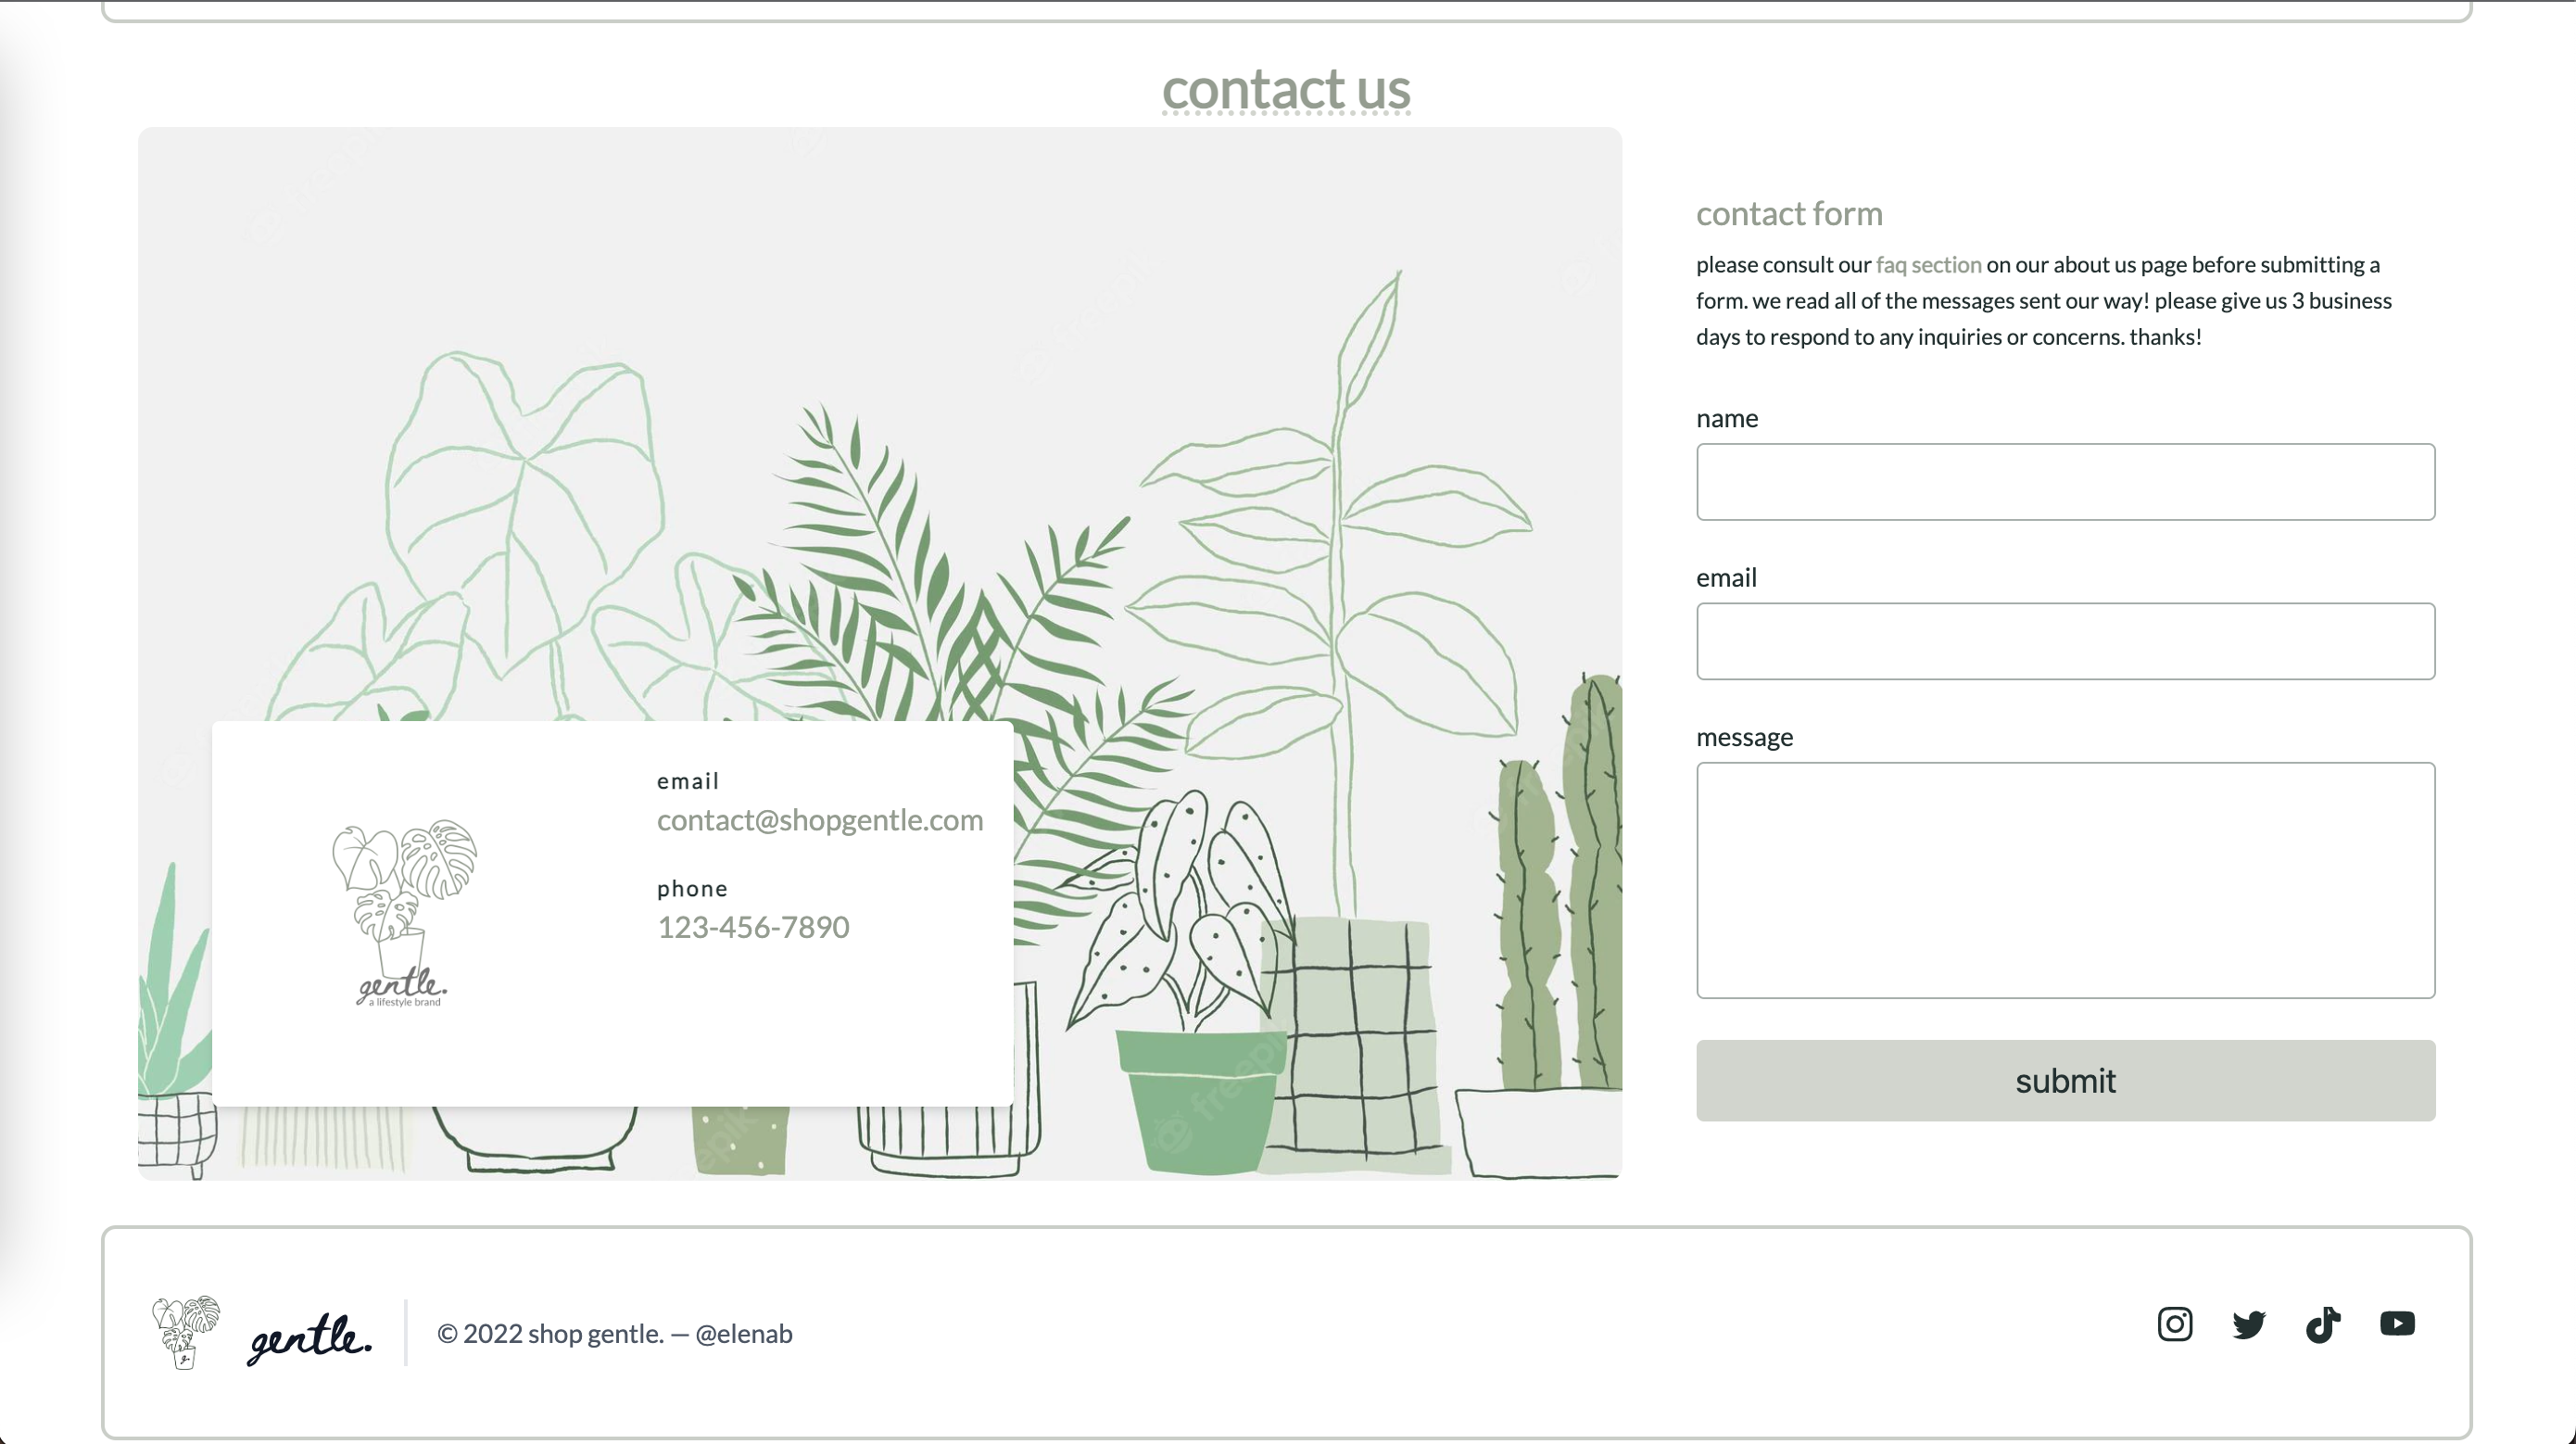 contact us
contact form
please consult our faq section on our about us page before submitting a
form. we read all of the messages sent our way! please give us 3 business
days to respond to any inquiries or concerns. thanks!
name
email
message
submit
email
contact@shopgentle.com
phone
123-456-7890
gentle.
a lifestyle brand
freepik
gentle.
© 2022 shop gentle. — @elenab